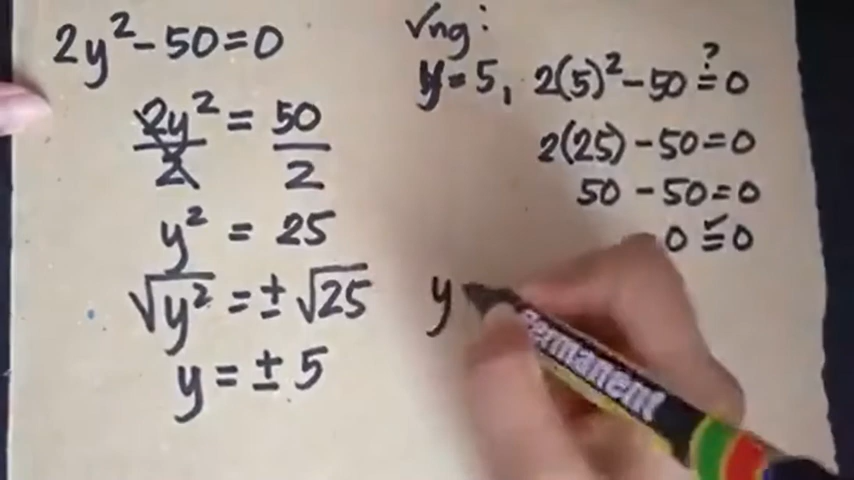 2y² - 50 = 0
2y²/2 = 50/2
y² = 25
√y² = ± √25
y = ± 5
√ng:
y = 5, 2(5)² - 50 ≟ 0
2(25) - 50 = 0
50 - 50 = 0
0 = 0
y
Permanent